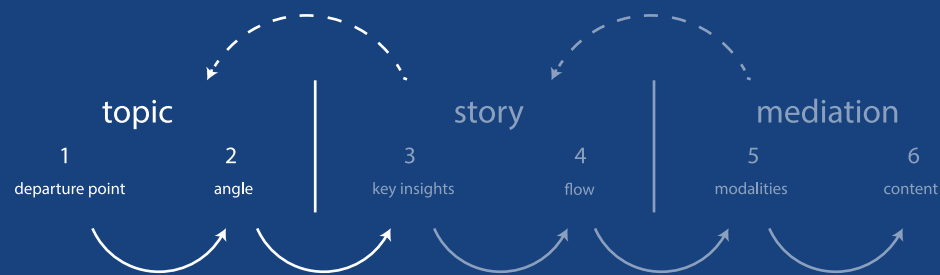 topic
story
mediation
1
2
3
4
5
6
departure point
angle
key insights
flow
modalities
content